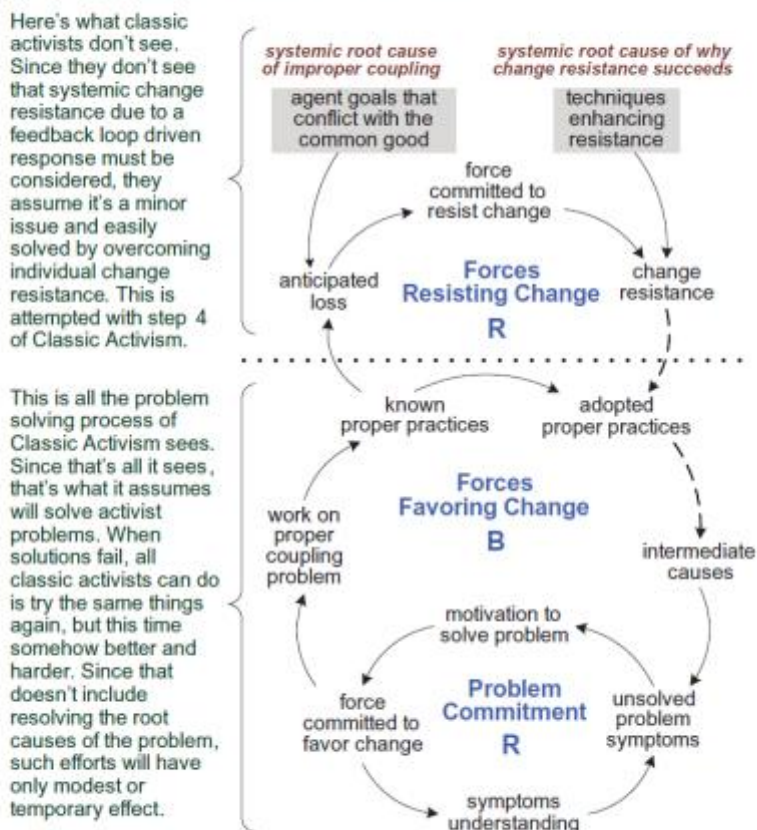 Here's what classic
activists don't see.
Since they don't see
that systemic change
resistance due to a
feedback loop driven
response must be
considered, they
assume it's a minor
issue and easily
solved by overcoming
individual change
resistance. This is
attempted with step 4
of Classic Activism.
systemic root cause
of improper coupling
systemic root cause of why
change resistance succeeds
agent goals that
conflict with the
common good
techniques
enhancing
resistance
force
committed to
resist change
anticipated
loss
Forces
Resisting Change
R
change
resistance
This is all the problem
solving process of
Classic Activism sees.
Since that's all it sees,
that's what it assumes
will solve activist
problems. When
solutions fail, all
classic activists can do
is try the same things
again, but this time
somehow better and
harder. Since that
doesn't include
resolving the root
causes of the problem,
such efforts will have
only modest or
temporary effect.
known
proper practices
adopted
proper practices
Forces
Favoring Change
B
work on
proper
coupling
problem
intermediate
causes
motivation to
solve problem
force
committed to
favor change
Problem
Commitment
R
unsolved
problem
symptoms
symptoms
understanding